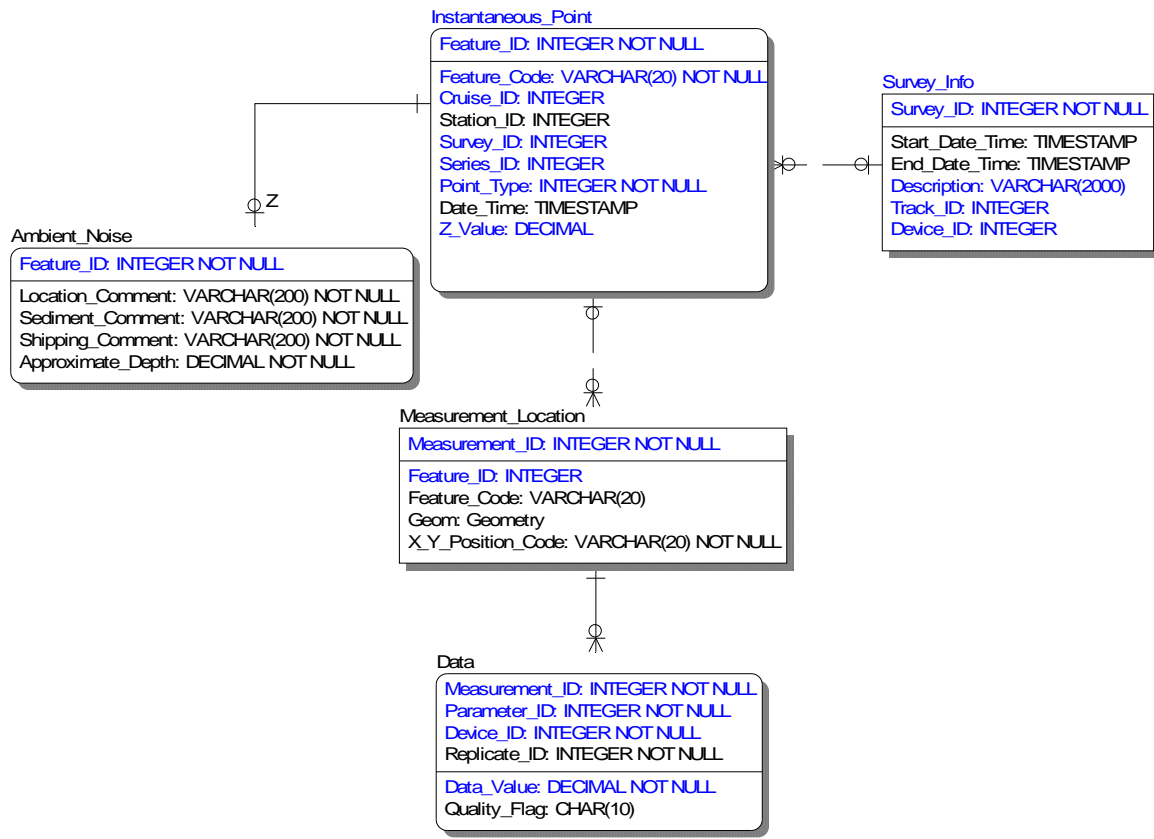 Instantaneous_Point
Feature_ID: INTEGER NOT NULL
Feature_Code: VARCHAR(20) NOT NULL
Cruise_ID: INTEGER
Station_ID: INTEGER
Survey_ID: INTEGER
Series_ID: INTEGER
Point_Type: INTEGER NOT NULL
Date_Time: TIMESTAMP
Z_Value: DECIMAL
Survey_Info
Survey_ID: INTEGER NOT NULL
Start_Date_Time: TIMESTAMP
End_Date_Time: TIMESTAMP
Description: VARCHAR(2000)
Track_ID: INTEGER
Device_ID: INTEGER
Z
Ambient_Noise
Feature_ID: INTEGER NOT NULL
Location_Comment: VARCHAR(200) NOT NULL
Sediment_Comment: VARCHAR(200) NOT NULL
Shipping_Comment: VARCHAR(200) NOT NULL
Approximate_Depth: DECIMAL NOT NULL
Measurement_Location
Measurement_ID: INTEGER NOT NULL
Feature_ID: INTEGER
Feature_Code: VARCHAR(20)
Geom: Geometry
X_Y_Position_Code: VARCHAR(20) NOT NULL
Data
Measurement_ID: INTEGER NOT NULL
Parameter_ID: INTEGER NOT NULL
Device_ID: INTEGER NOT NULL
Replicate_ID: INTEGER NOT NULL
Data_Value: DECIMAL NOT NULL
Quality_Flag: CHAR(10)